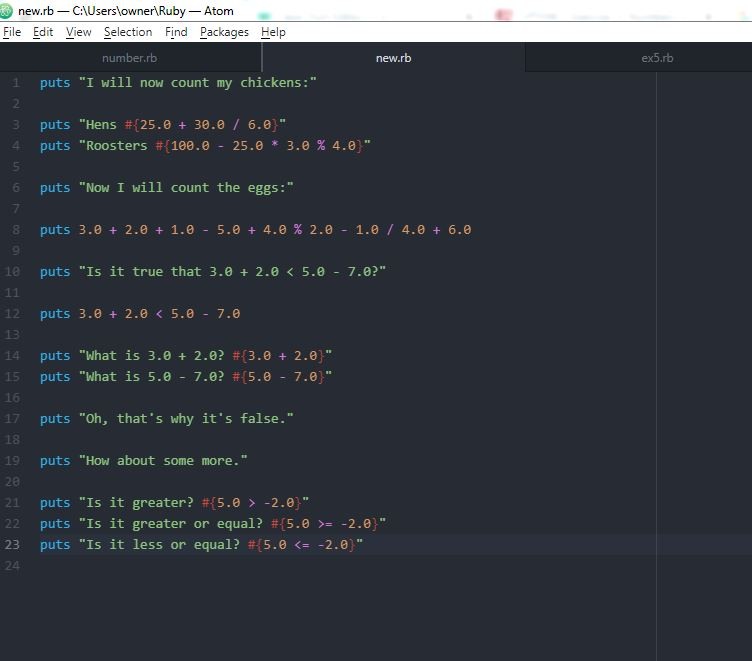 new.rb — C:\Users\owner\Ruby — Atom
File Edit View Selection Find Packages Help
number.rb new.rb ex5.rb
1 puts "I will now count my chickens:"
2
3 puts "Hens #{25.0 + 30.0 / 6.0}"
4 puts "Roosters #{100.0 - 25.0 * 3.0 % 4.0}"
5
6 puts "Now I will count the eggs:"
7
8 puts 3.0 + 2.0 + 1.0 - 5.0 + 4.0 % 2.0 - 1.0 / 4.0 + 6.0
9
10 puts "Is it true that 3.0 + 2.0 < 5.0 - 7.0?"
11
12 puts 3.0 + 2.0 < 5.0 - 7.0
13
14 puts "What is 3.0 + 2.0? #{3.0 + 2.0}"
15 puts "What is 5.0 - 7.0? #{5.0 - 7.0}"
16
17 puts "Oh, that's why it's false."
18
19 puts "How about some more."
20
21 puts "Is it greater? #{5.0 > -2.0}"
22 puts "Is it greater or equal? #{5.0 >= -2.0}"
23 puts "Is it less or equal? #{5.0 <= -2.0}"
24